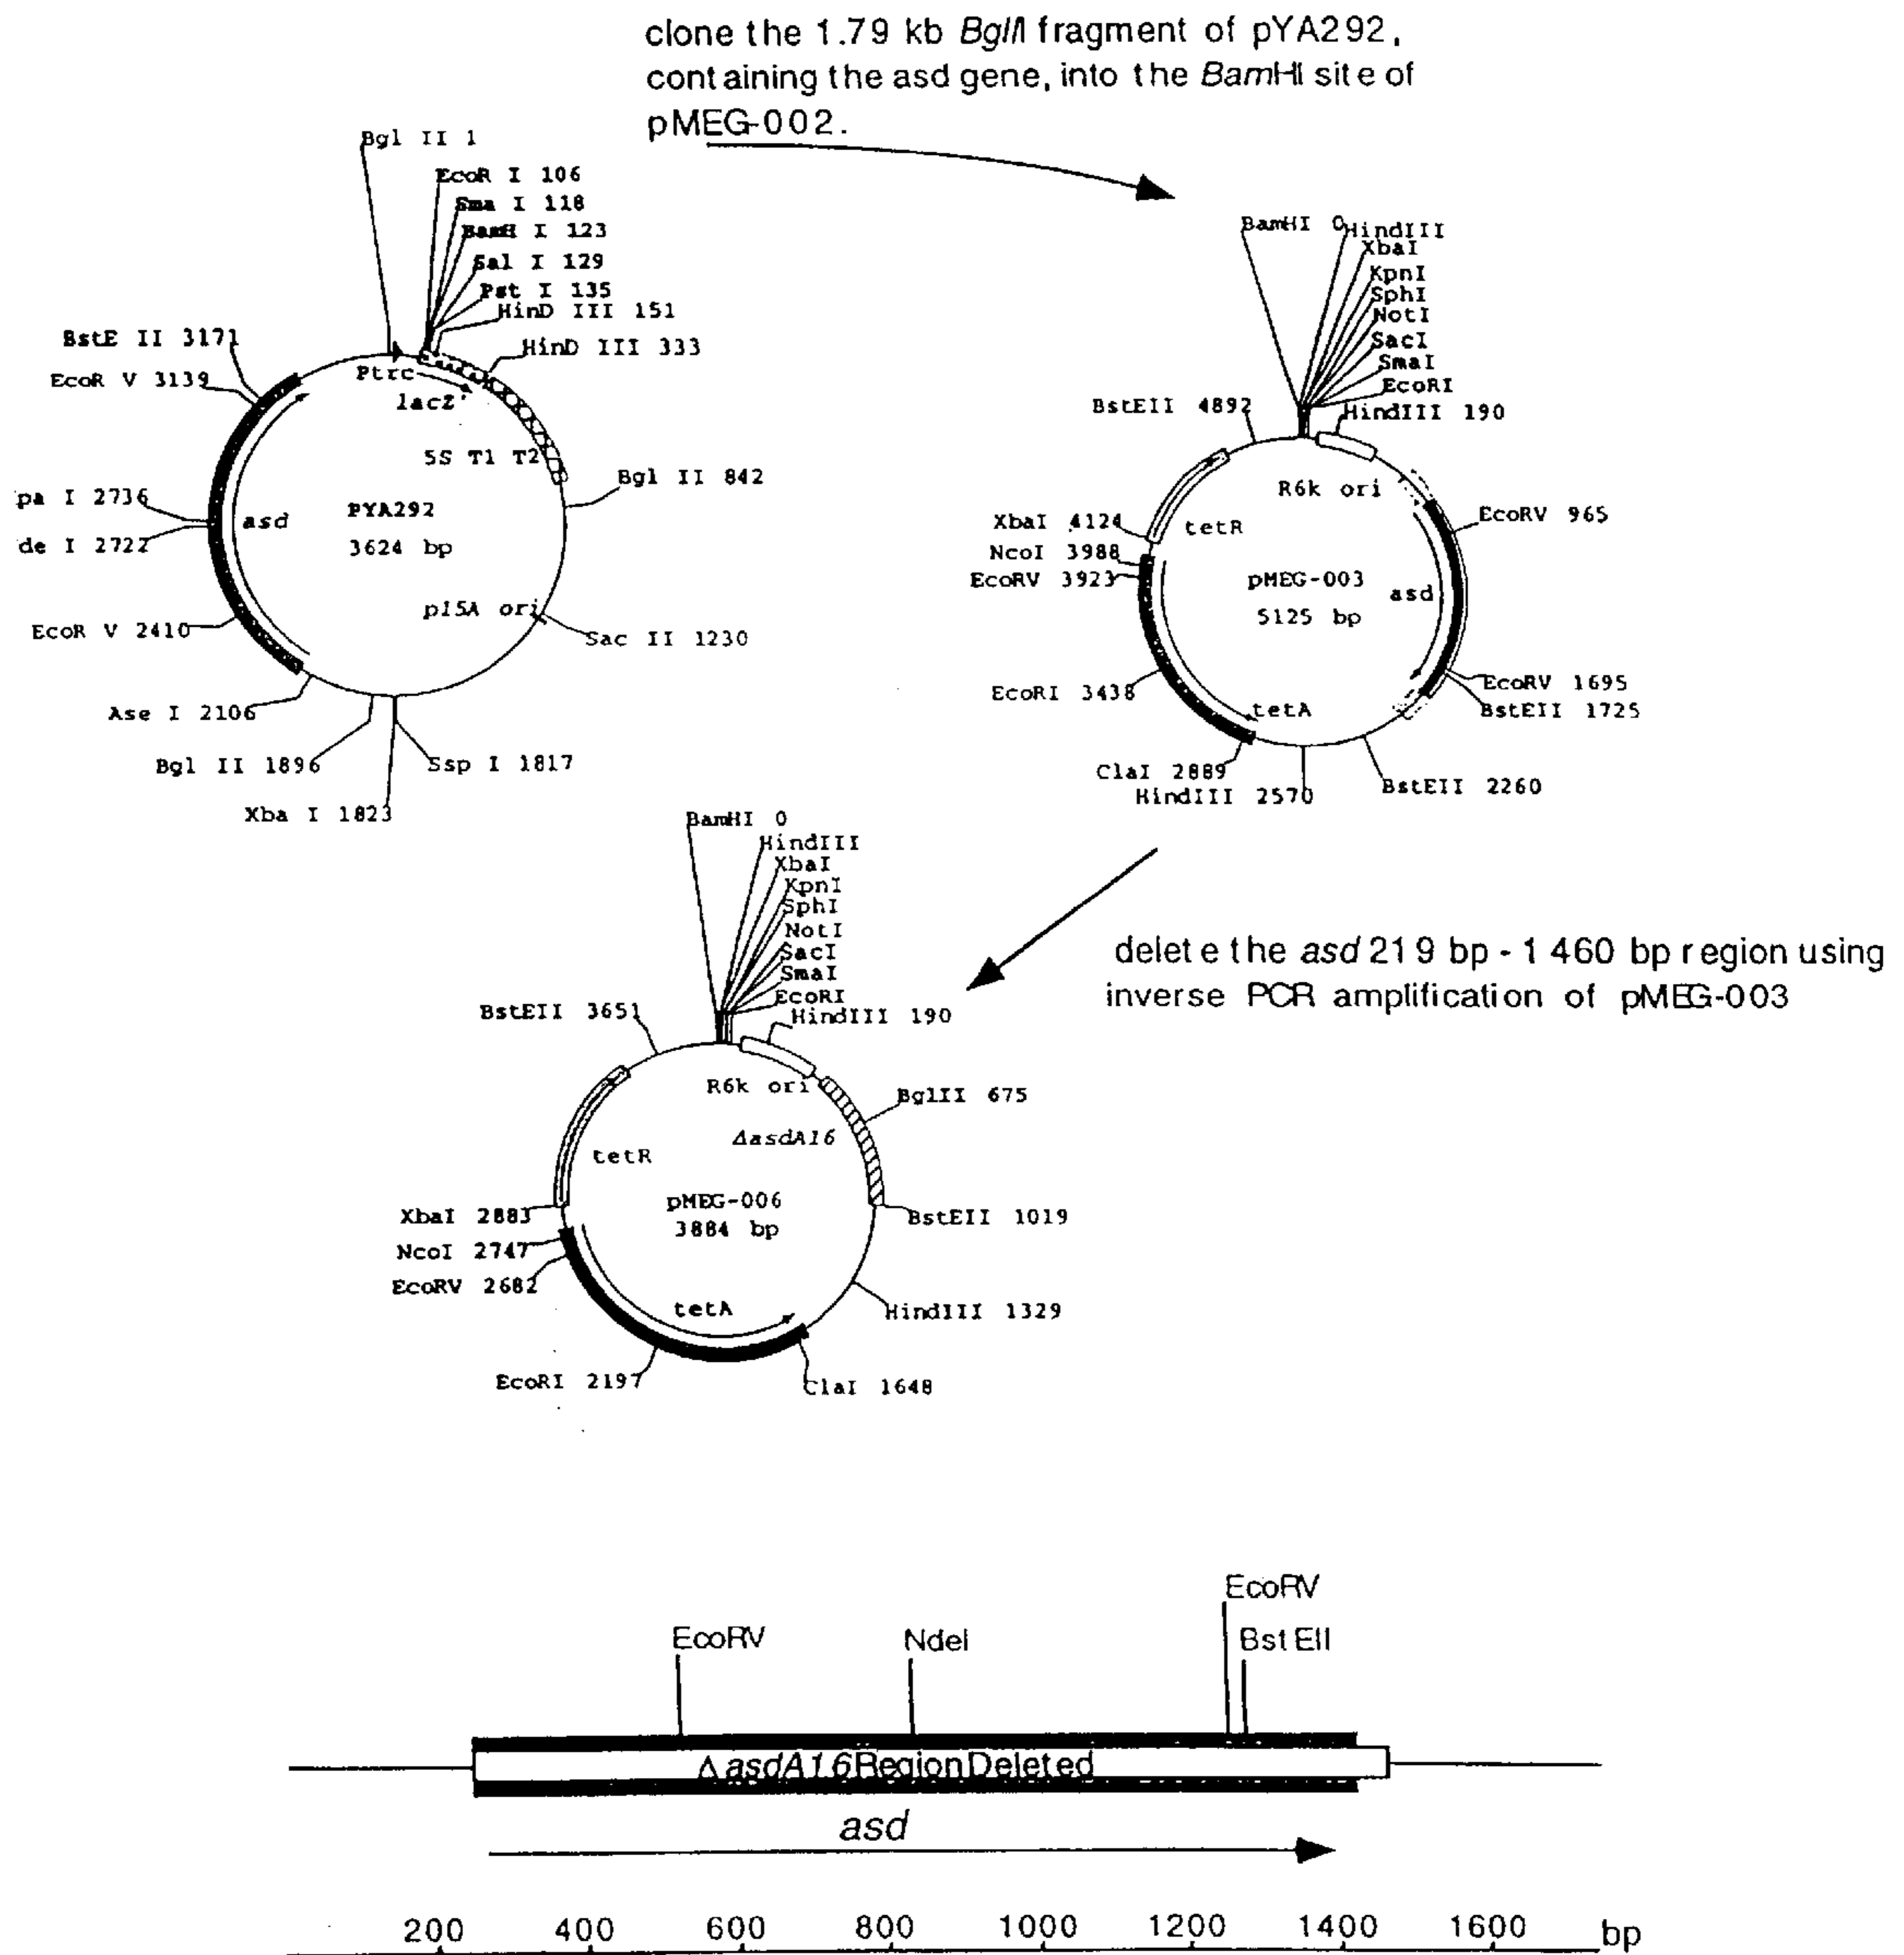 clone the 1.79 kb BglII fragment of pYA292,
containing the asd gene, into the BamHI site of
pMEG-002.
Bgl II 1
EcoR I 106
Sma I 118
BamH I 123
Sal I 129
Pst I 135
HinD III 151
HinD III 333
BstE II 3171
EcoR V 3139
Ptrc
lacZ'
5S T1 T2
Bgl II 842
pa I 2736
de I 2722
asd
PYA292
3624 bp
p15A ori
EcoR V 2410
Sac II 1230
Ase I 2106
Bgl II 1896
Ssp I 1817
Xba I 1823
BamHI 0
HindIII
XbaI
KpnI
SphI
NotI
SacI
SmaI
EcoRI
HindIII 190
BstEII 4892
R6k ori
EcoRV 965
XbaI 4124
tetR
NcoI 3988
EcoRV 3923
pMEG-003
5125 bp
asd
EcoRI 3438
EcoRV 1695
BstEII 1725
tetA
ClaI 2889
HindIII 2570
BstEII 2260
BamHI 0
HindIII
XbaI
KpnI
SphI
NotI
SacI
SmaI
EcoRI
HindIII 190
delete the asd 219 bp - 1460 bp region using
inverse PCR amplification of pMEG-003
BstEII 3651
R6k ori
BglII 675
ΔasdA16
tetR
pMEG-006
3884 bp
XbaI 2883
BstEII 1019
NcoI 2747
EcoRV 2682
tetA
HindIII 1329
EcoRI 2197
ClaI 1648
EcoRV
EcoRV
NdeI
Bst EII
Δ asdA16 Region Deleted
asd
200 400 600 800 1000 1200 1400 1600 bp